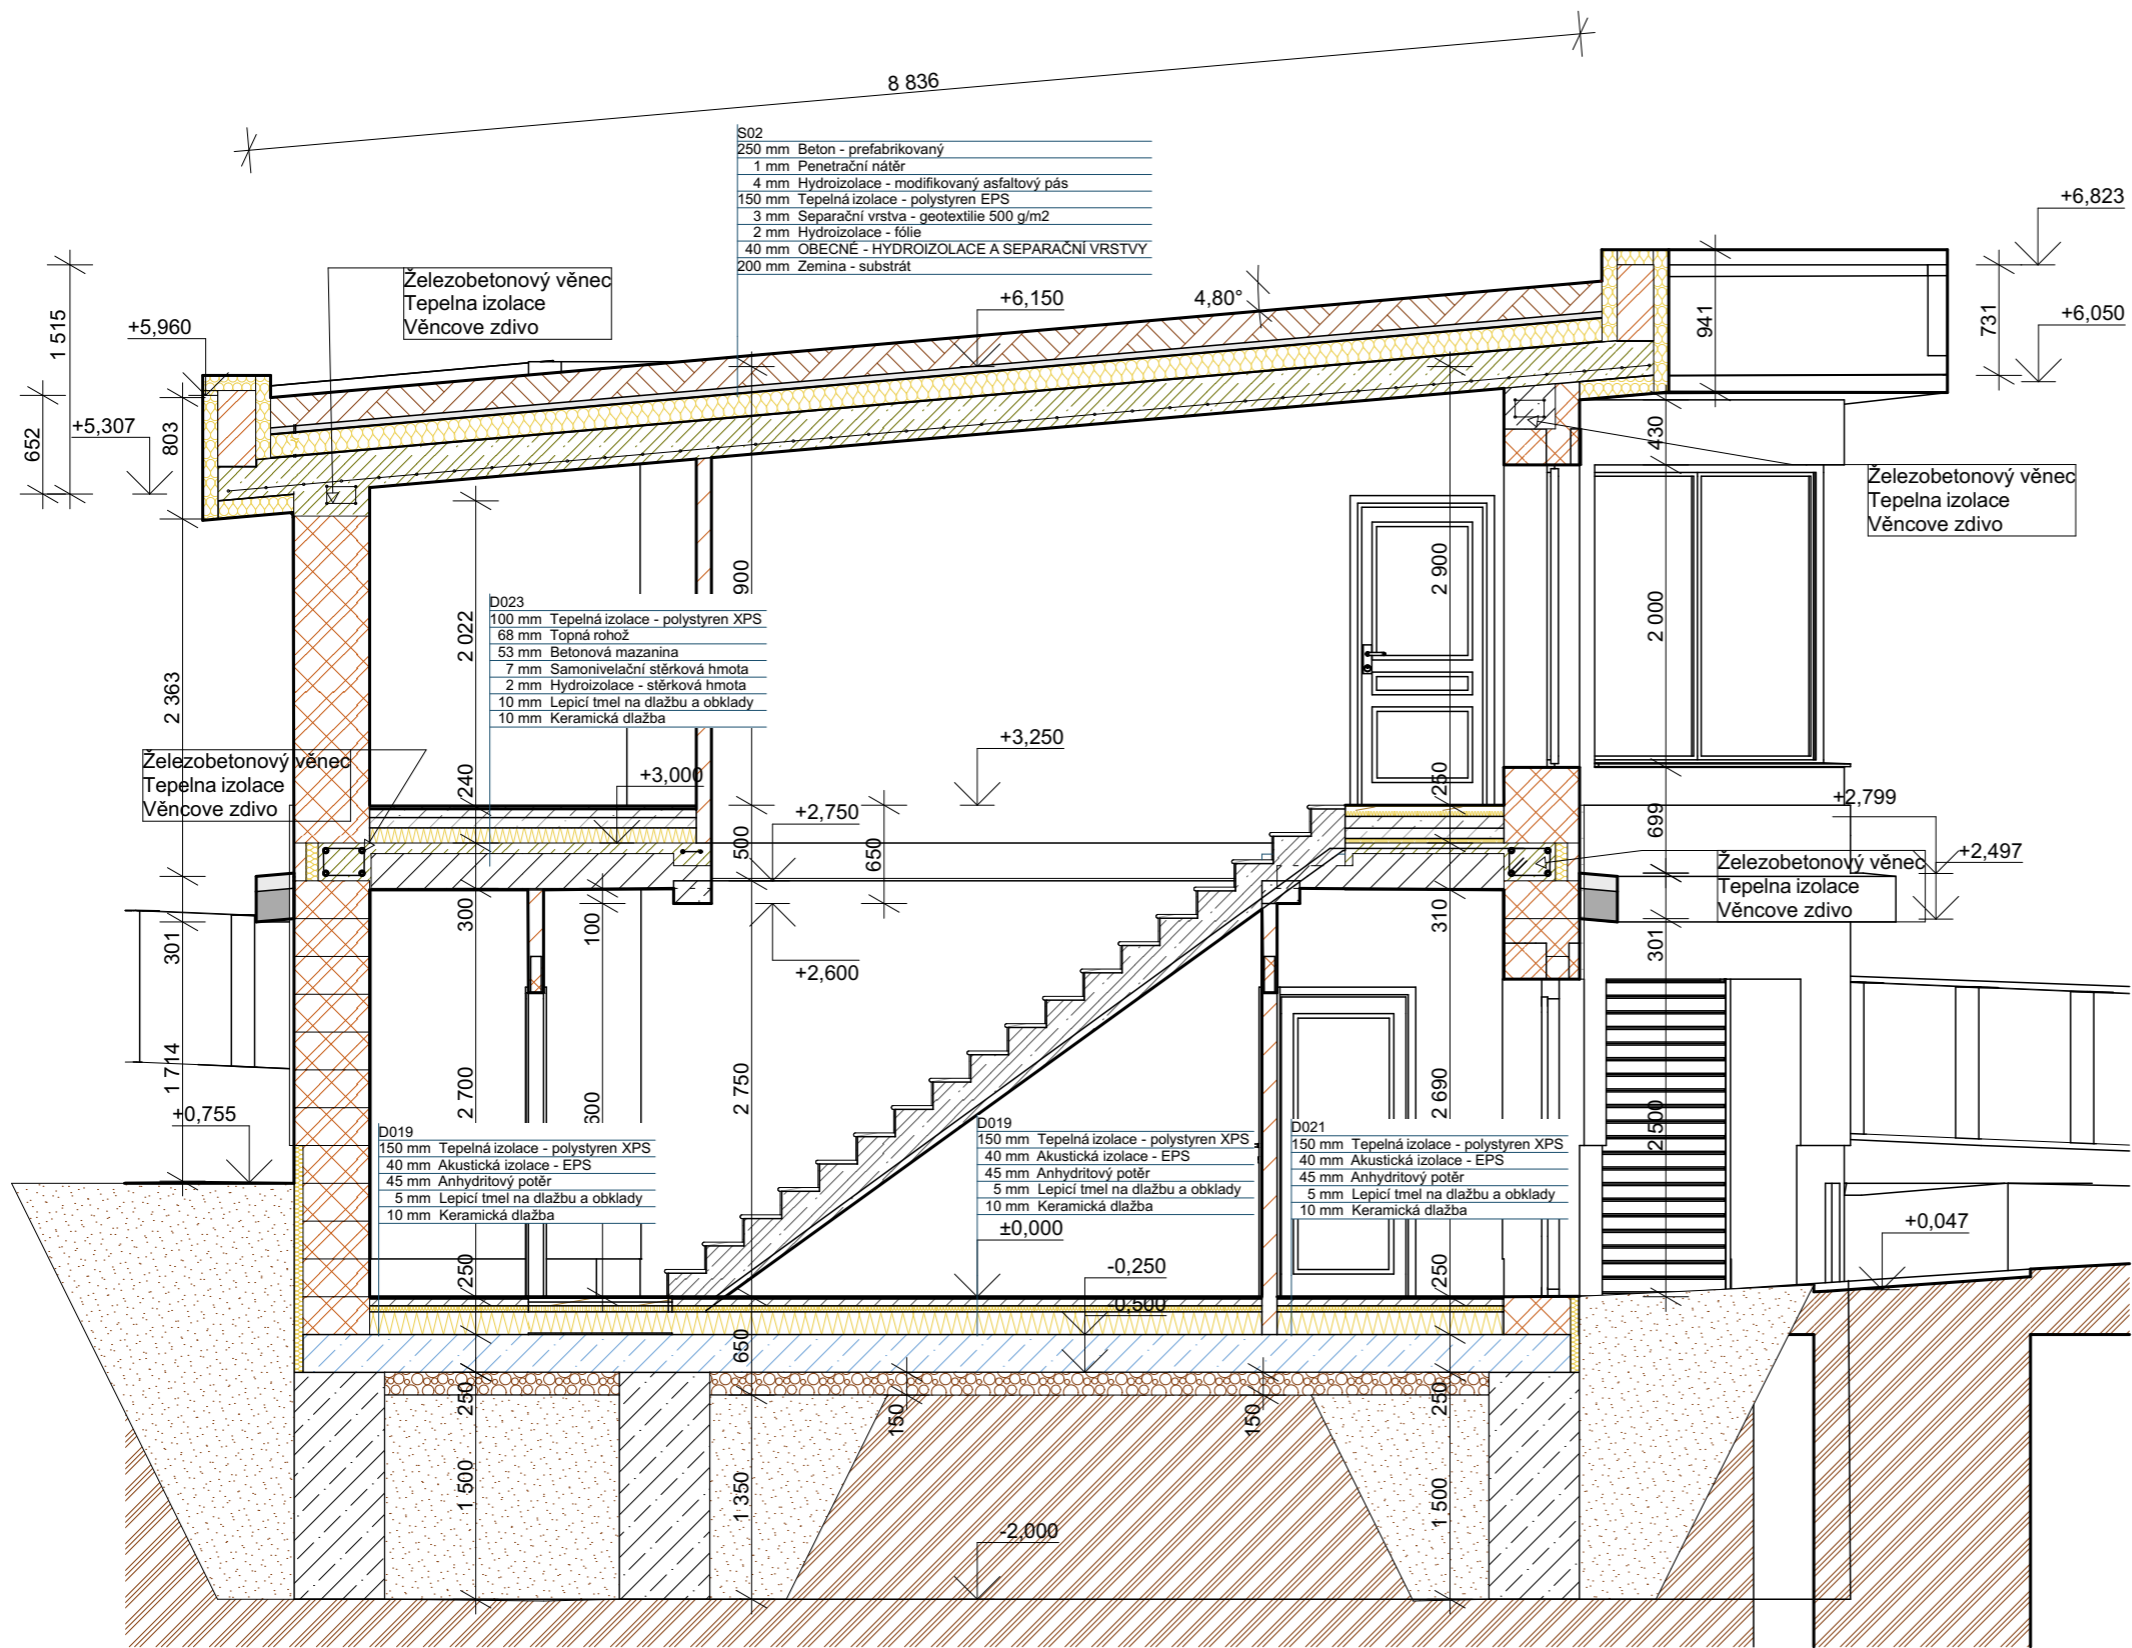 8 836
S02
250 mm Beton - prefabrikovaný
1 mm Penetrační nátěr
4 mm Hydroizolace - modifikovaný asfaltový pás
150 mm Tepelná izolace - polystyren EPS
3 mm Separační vrstva - geotextilie 500 g/m2
2 mm Hydroizolace - fólie
40 mm OBECNÉ - HYDROIZOLACE A SEPARAČNÍ VRSTVY
200 mm Zemina - substrát
+6,823
Železobetonový věnec
Tepelna izolace
Věncove zdivo
+6,150
4,80°
941
731
+6,050
1 515
+5,960
652
+5,307
803
430
Železobetonový věnec
Tepelna izolace
Věncove zdivo
900
2 900
2 000
2 022
D023
100 mm Tepelná izolace - polystyren XPS
68 mm Topná rohož
53 mm Betonová mazanina
7 mm Samonivelační stěrková hmota
2 mm Hydroizolace - stěrková hmota
10 mm Lepicí tmel na dlažbu a obklady
10 mm Keramická dlažba
2 363
+3,250
Železobetonový věnec
Tepelna izolace
Věncove zdivo
240
+3,000
250
+2,799
+2,750
500
650
699
+2,497
Železobetonový věnec
Tepelna izolace
Věncove zdivo
300
100
310
301
301
+2,600
1 714
2 700
600
2 750
2 690
2 500
+0,755
D019
150 mm Tepelná izolace - polystyren XPS
40 mm Akustická izolace - EPS
45 mm Anhydritový potěr
5 mm Lepicí tmel na dlažbu a obklady
10 mm Keramická dlažba
D019
150 mm Tepelná izolace - polystyren XPS
40 mm Akustická izolace - EPS
45 mm Anhydritový potěr
5 mm Lepicí tmel na dlažbu a obklady
10 mm Keramická dlažba
±0,000
D021
150 mm Tepelná izolace - polystyren XPS
40 mm Akustická izolace - EPS
45 mm Anhydritový potěr
5 mm Lepicí tmel na dlažbu a obklady
10 mm Keramická dlažba
+0,047
250
-0,250
250
-0,500
650
250
150
150
250
1 500
1 350
1 500
-2,000